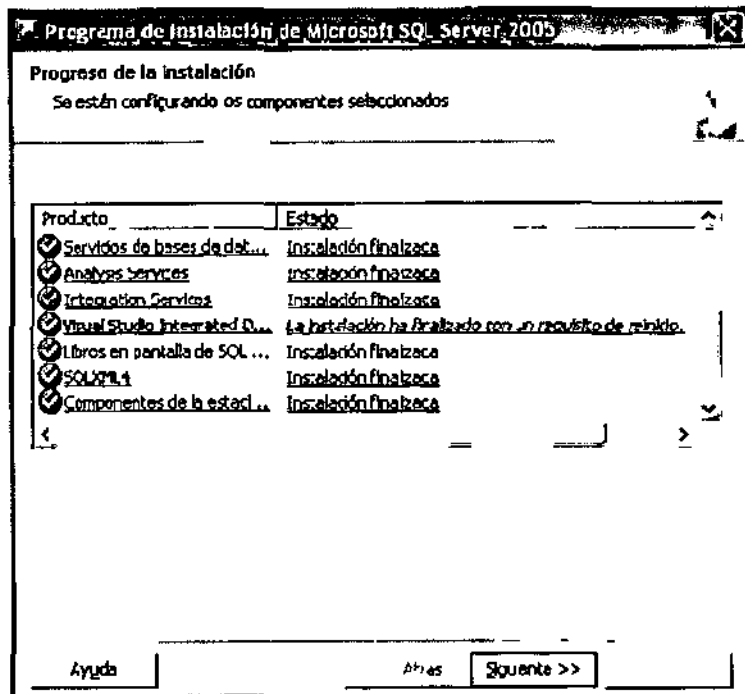 Programa de instalación de Microsoft SQL Server 2005
Progreso de la instalación
Se están configurando os componentes seleccionados
Producto Estado
Servicios de bases de dat... Instalación finalizaca
Analysis Services Instalación finalizaca
Integration Services Instalación finalizaca
Visual Studio Integrated D... La instalación ha finalizado con un requisito de reinicio.
Libros en pantalla de SQL ... Instalación finalizaca
SQLXML4 Instalación finalizaca
Componentes de la estaci ... Instalación finalizaca
Ayuda Atras Siguiente >>